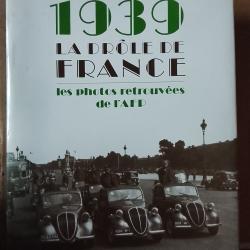 1939
LA DRÔLE DE
FRANCE
les photos retrouvées
de l'AFP